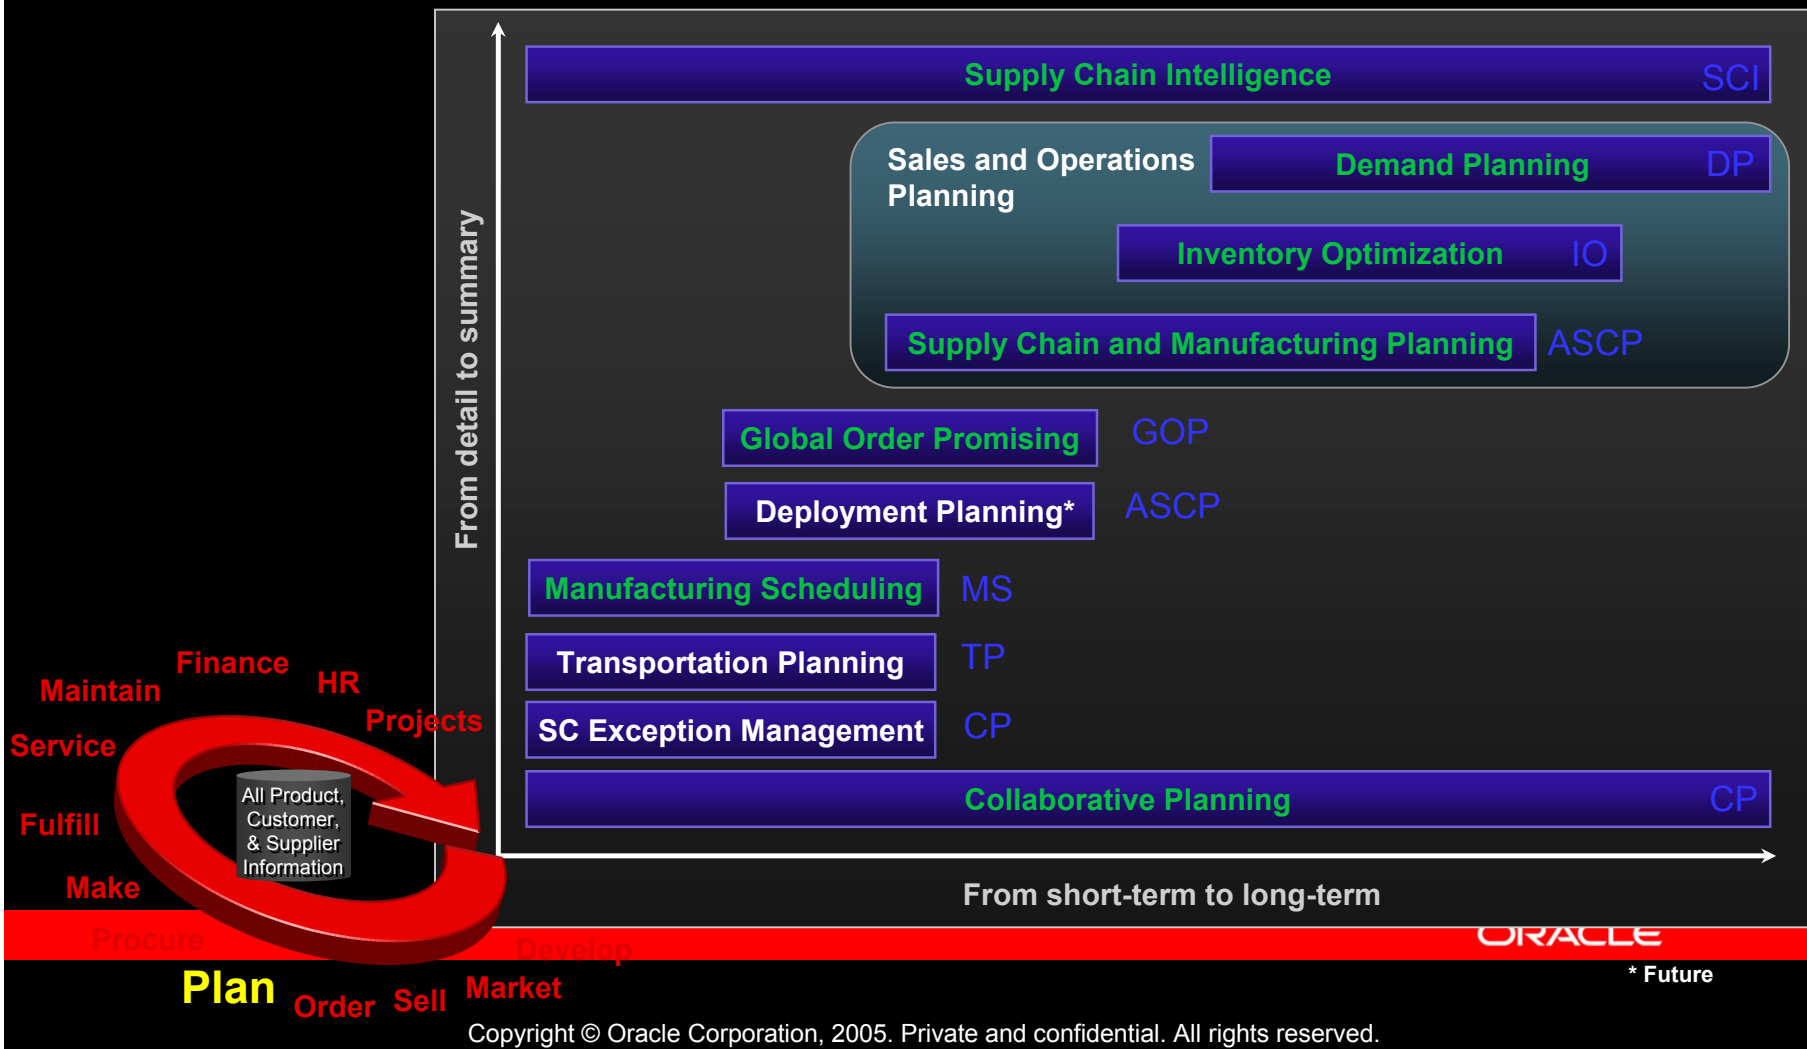 Supply Chain Intelligence SCI
Sales and Operations
Planning
Demand Planning DP
Inventory Optimization IO
Supply Chain and Manufacturing Planning ASCP
From detail to summary
Global Order Promising GOP
Deployment Planning* ASCP
Manufacturing Scheduling MS
Transportation Planning TP
SC Exception Management CP
Collaborative Planning CP
From short-term to long-term
Finance
HR
Maintain
Projects
Service
All Product,
Customer,
& Supplier
Information
Fulfill
Make
Procure
Develop
Plan
Order
Sell
Market
ORACLE
* Future
Copyright © Oracle Corporation, 2005. Private and confidential. All rights reserved.